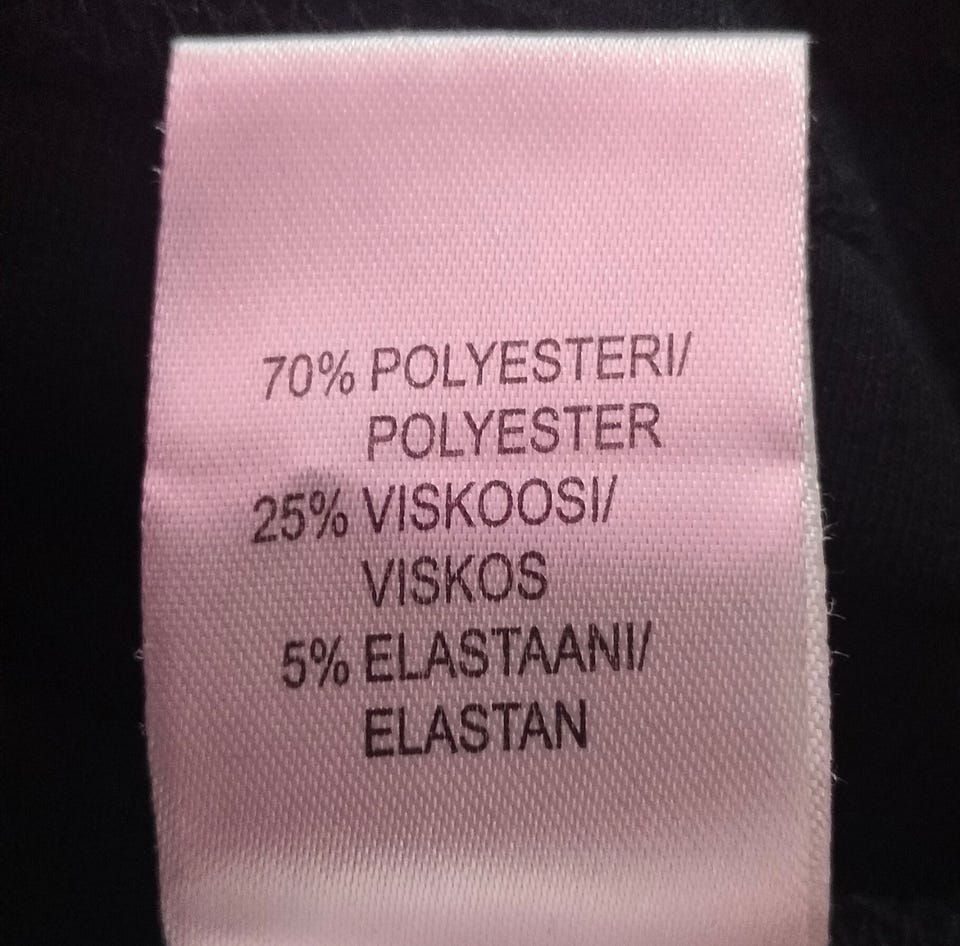 70% POLYESTERI/
POLYESTER
25% VISKOOSI/
VISKOS
5% ELASTAANI/
ELASTAN